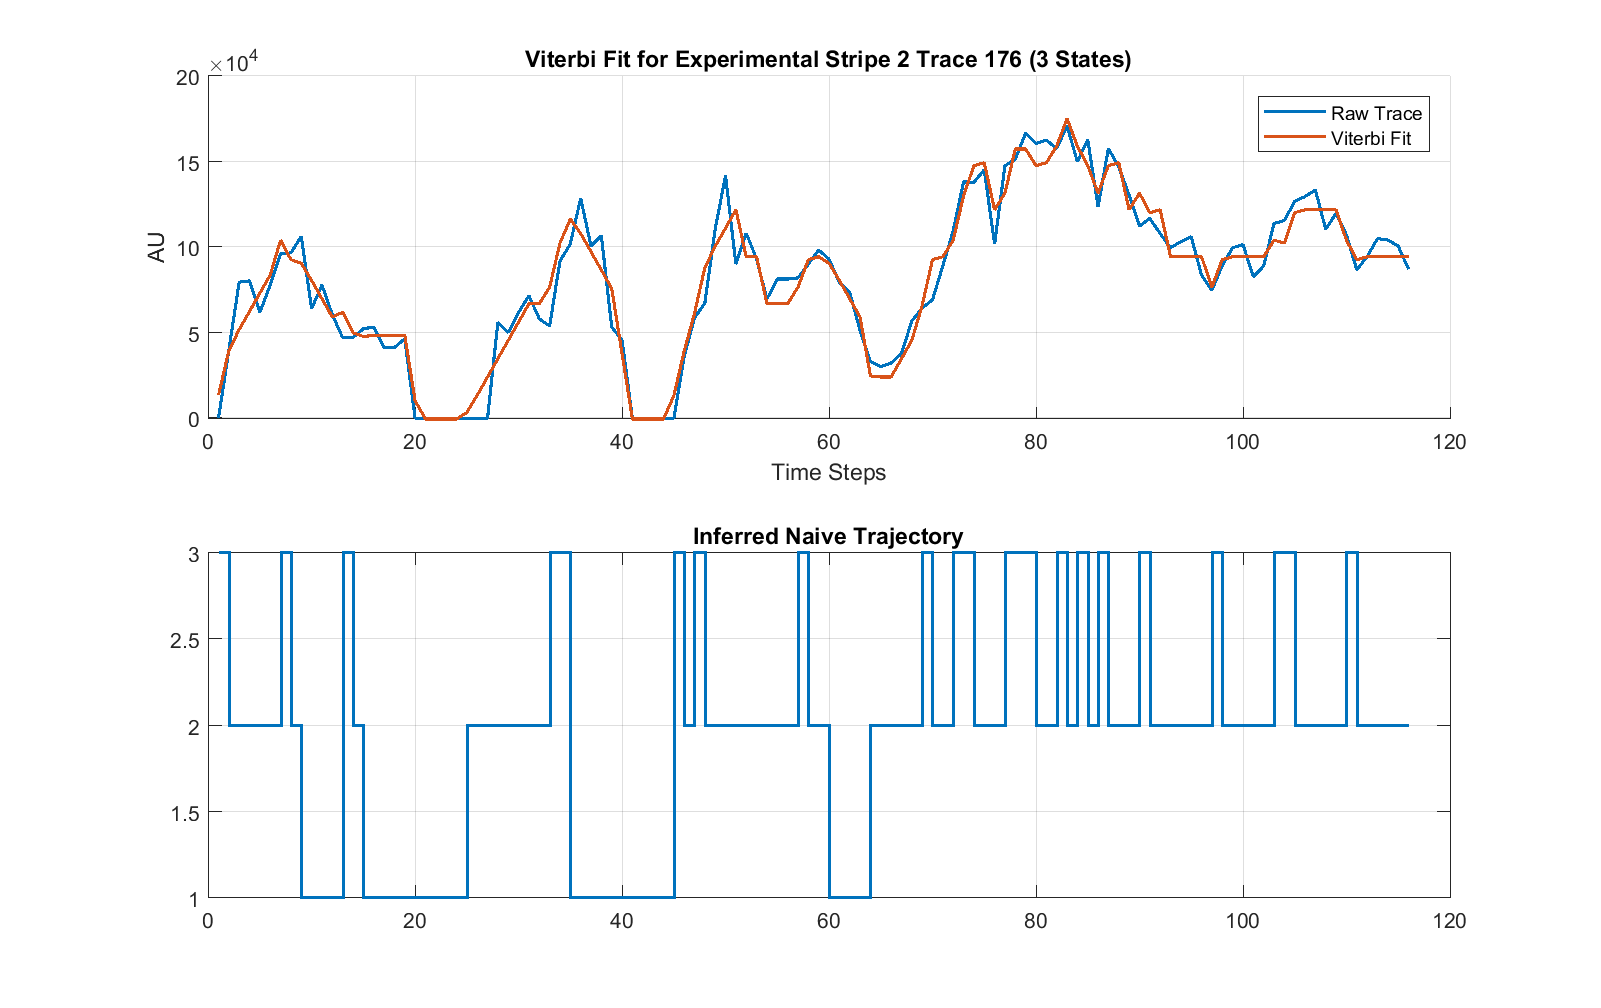 Viterbi Fit for Experimental Stripe 2 Trace 176 (3 States)
×10⁴
20
15
10
5
0
AU
Raw Trace
Viterbi Fit
0 20 40 60 80 100 120
Time Steps
Inferred Naive Trajectory
3
2.5
2
1.5
1
0 20 40 60 80 100 120